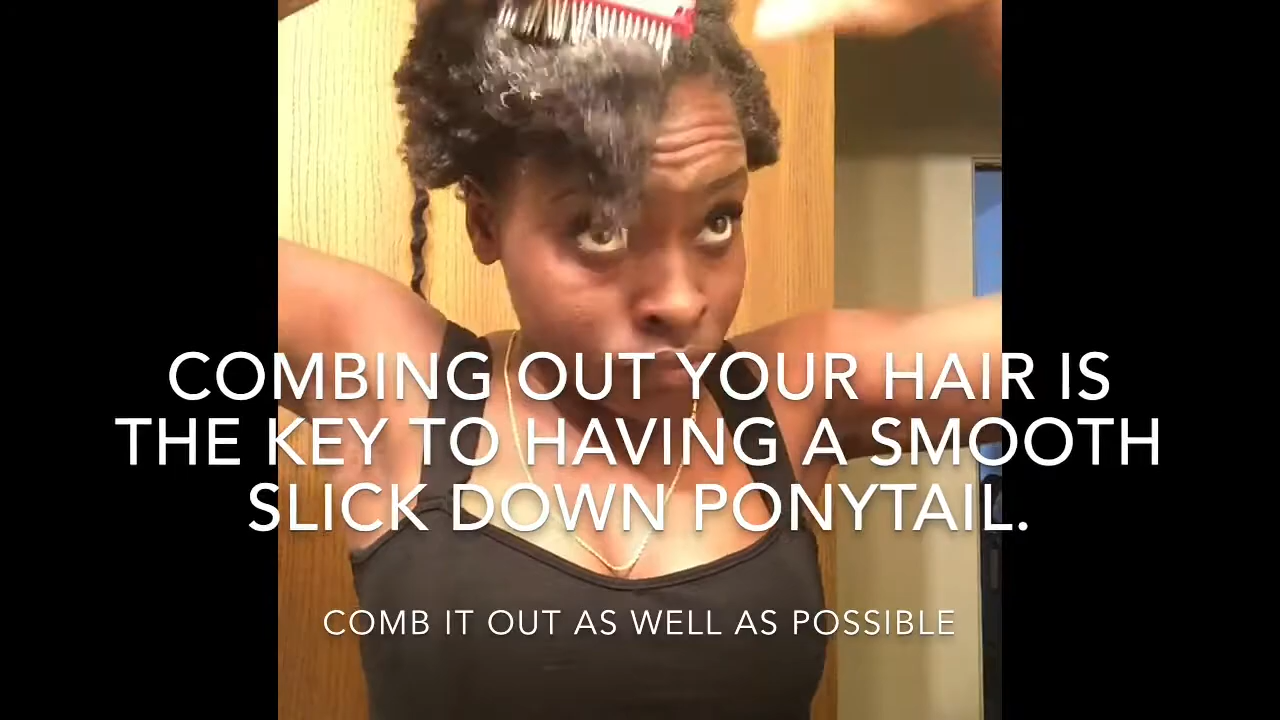 COMBING OUT YOUR HAIR IS
THE KEY TO HAVING A SMOOTH
SLICK DOWN PONYTAIL.
COMB IT OUT AS WELL AS POSSIBLE